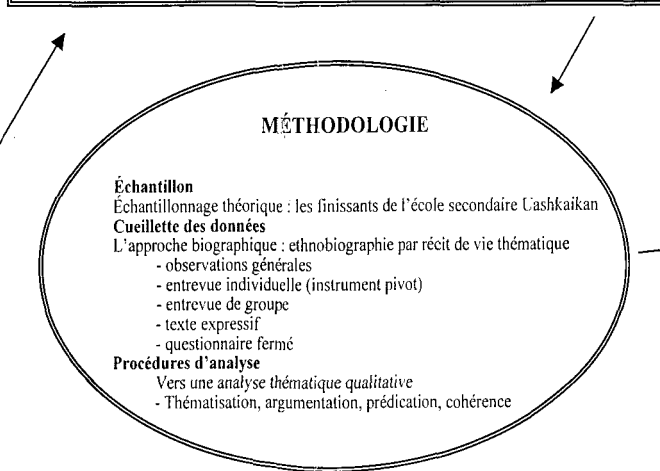 MÉTHODOLOGIE
Échantillon
Échantillonnage théorique : les finissants de l'école secondaire Uashkaikan
Cueillette des données
L'approche biographique : ethnobiographie par récit de vie thématique
- observations générales
- entrevue individuelle (instrument pivot)
- entrevue de groupe
- texte expressif
- questionnaire fermé
Procédures d'analyse
Vers une analyse thématique qualitative
- Thématisation, argumentation, prédication, cohérence